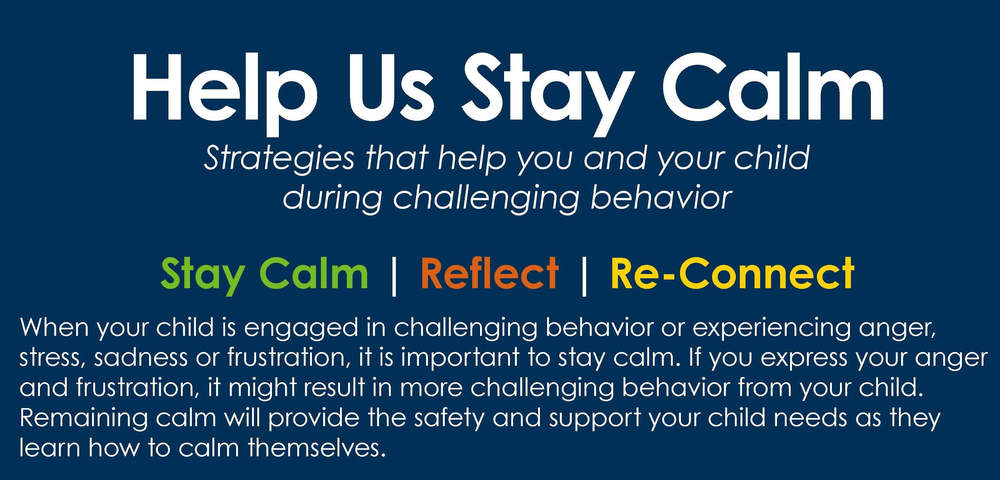 Help Us Stay Calm
Strategies that help you and your child
during challenging behavior
Stay Calm | Reflect | Re-Connect
When your child is engaged in challenging behavior or experiencing anger,
stress, sadness or frustration, it is important to stay calm. If you express your anger
and frustration, it might result in more challenging behavior from your child.
Remaining calm will provide the safety and support your child needs as they
learn how to calm themselves.